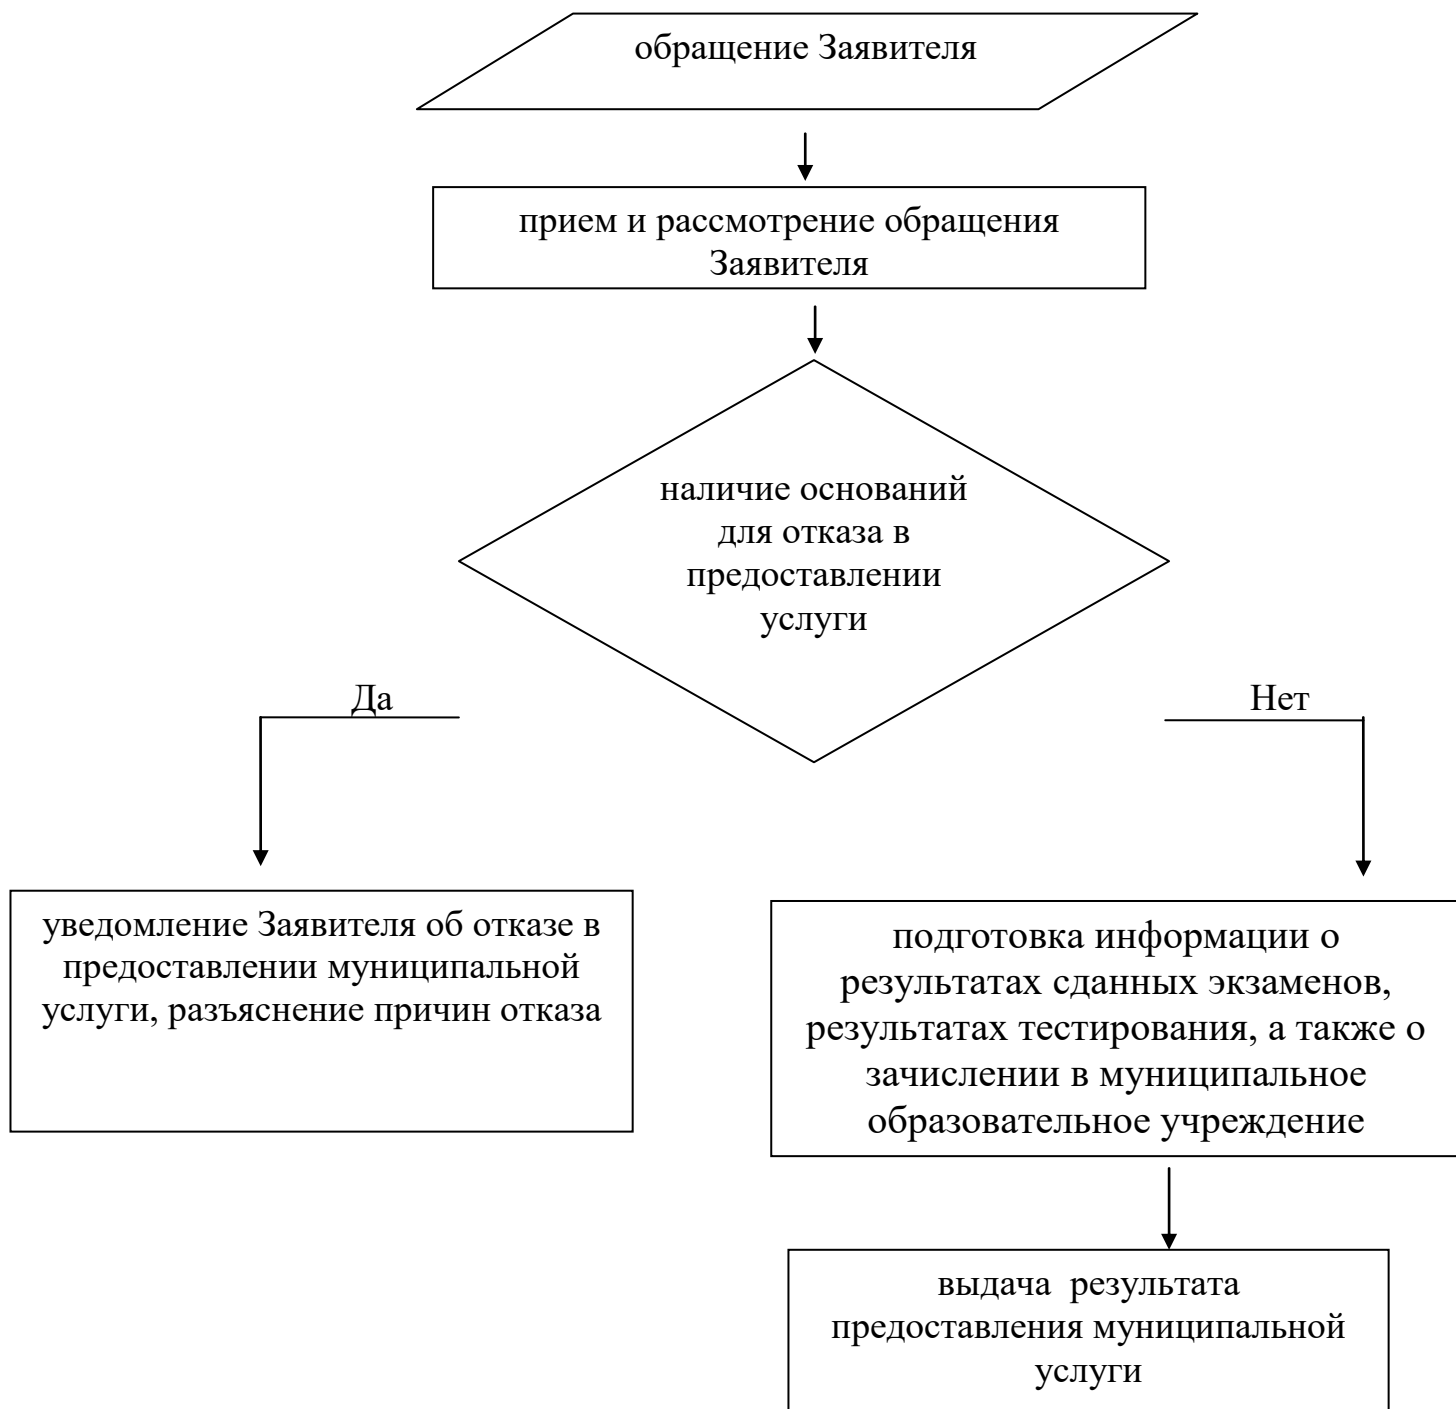 обращение Заявителя
прием и рассмотрение обращения
Заявителя
наличие оснований
для отказа в
предоставлении
услуги
Да
Нет
уведомление Заявителя об отказе в
предоставлении муниципальной
услуги, разъяснение причин отказа
подготовка информации о
результатах сданных экзаменов,
результатах тестирования, а также о
зачислении в муниципальное
образовательное учреждение
выдача  результата
предоставления муниципальной
услуги